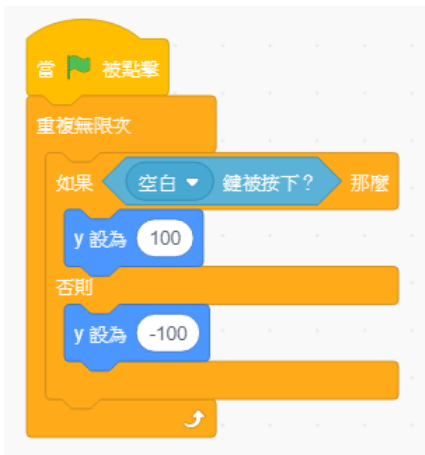 當 被點擊
重複無限次
如果 空白 鍵被按下? 那麼
y 設為 100
否則
y 設為 -100